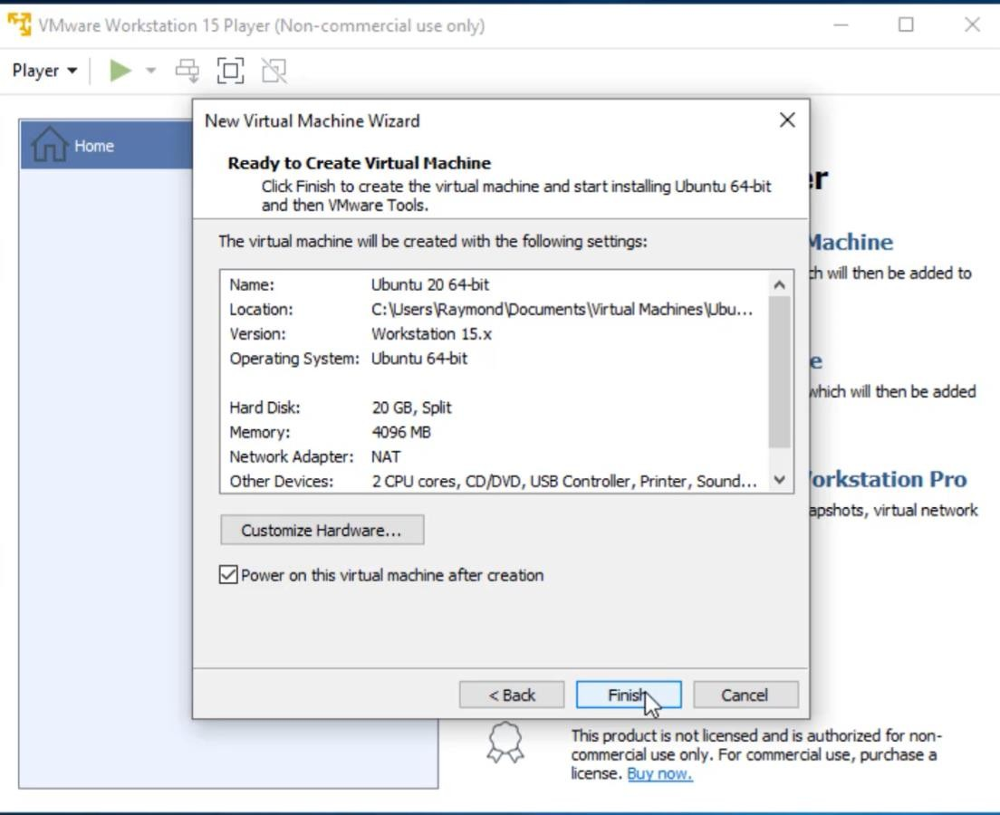 VMware Workstation 15 Player (Non-commercial use only)
Player
Home
New Virtual Machine Wizard
Ready to Create Virtual Machine
Click Finish to create the virtual machine and start installing Ubuntu 64-bit
and then VMware Tools.
The virtual machine will be created with the following settings:
Name: Ubuntu 20 64-bit
Location: C:\Users\Raymond\Documents\Virtual Machines\Ubu...
Version: Workstation 15.x
Operating System: Ubuntu 64-bit
Hard Disk: 20 GB, Split
Memory: 4096 MB
Network Adapter: NAT
Other Devices: 2 CPU cores, CD/DVD, USB Controller, Printer, Sound...
Customize Hardware...
Power on this virtual machine after creation
< Back
Finish
Cancel
er
Machine
ch will then be added to
e
which will then be added
Workstation Pro
apshots, virtual network
This product is not licensed and is authorized for non-
commercial use only. For commercial use, purchase a
license. Buy now.